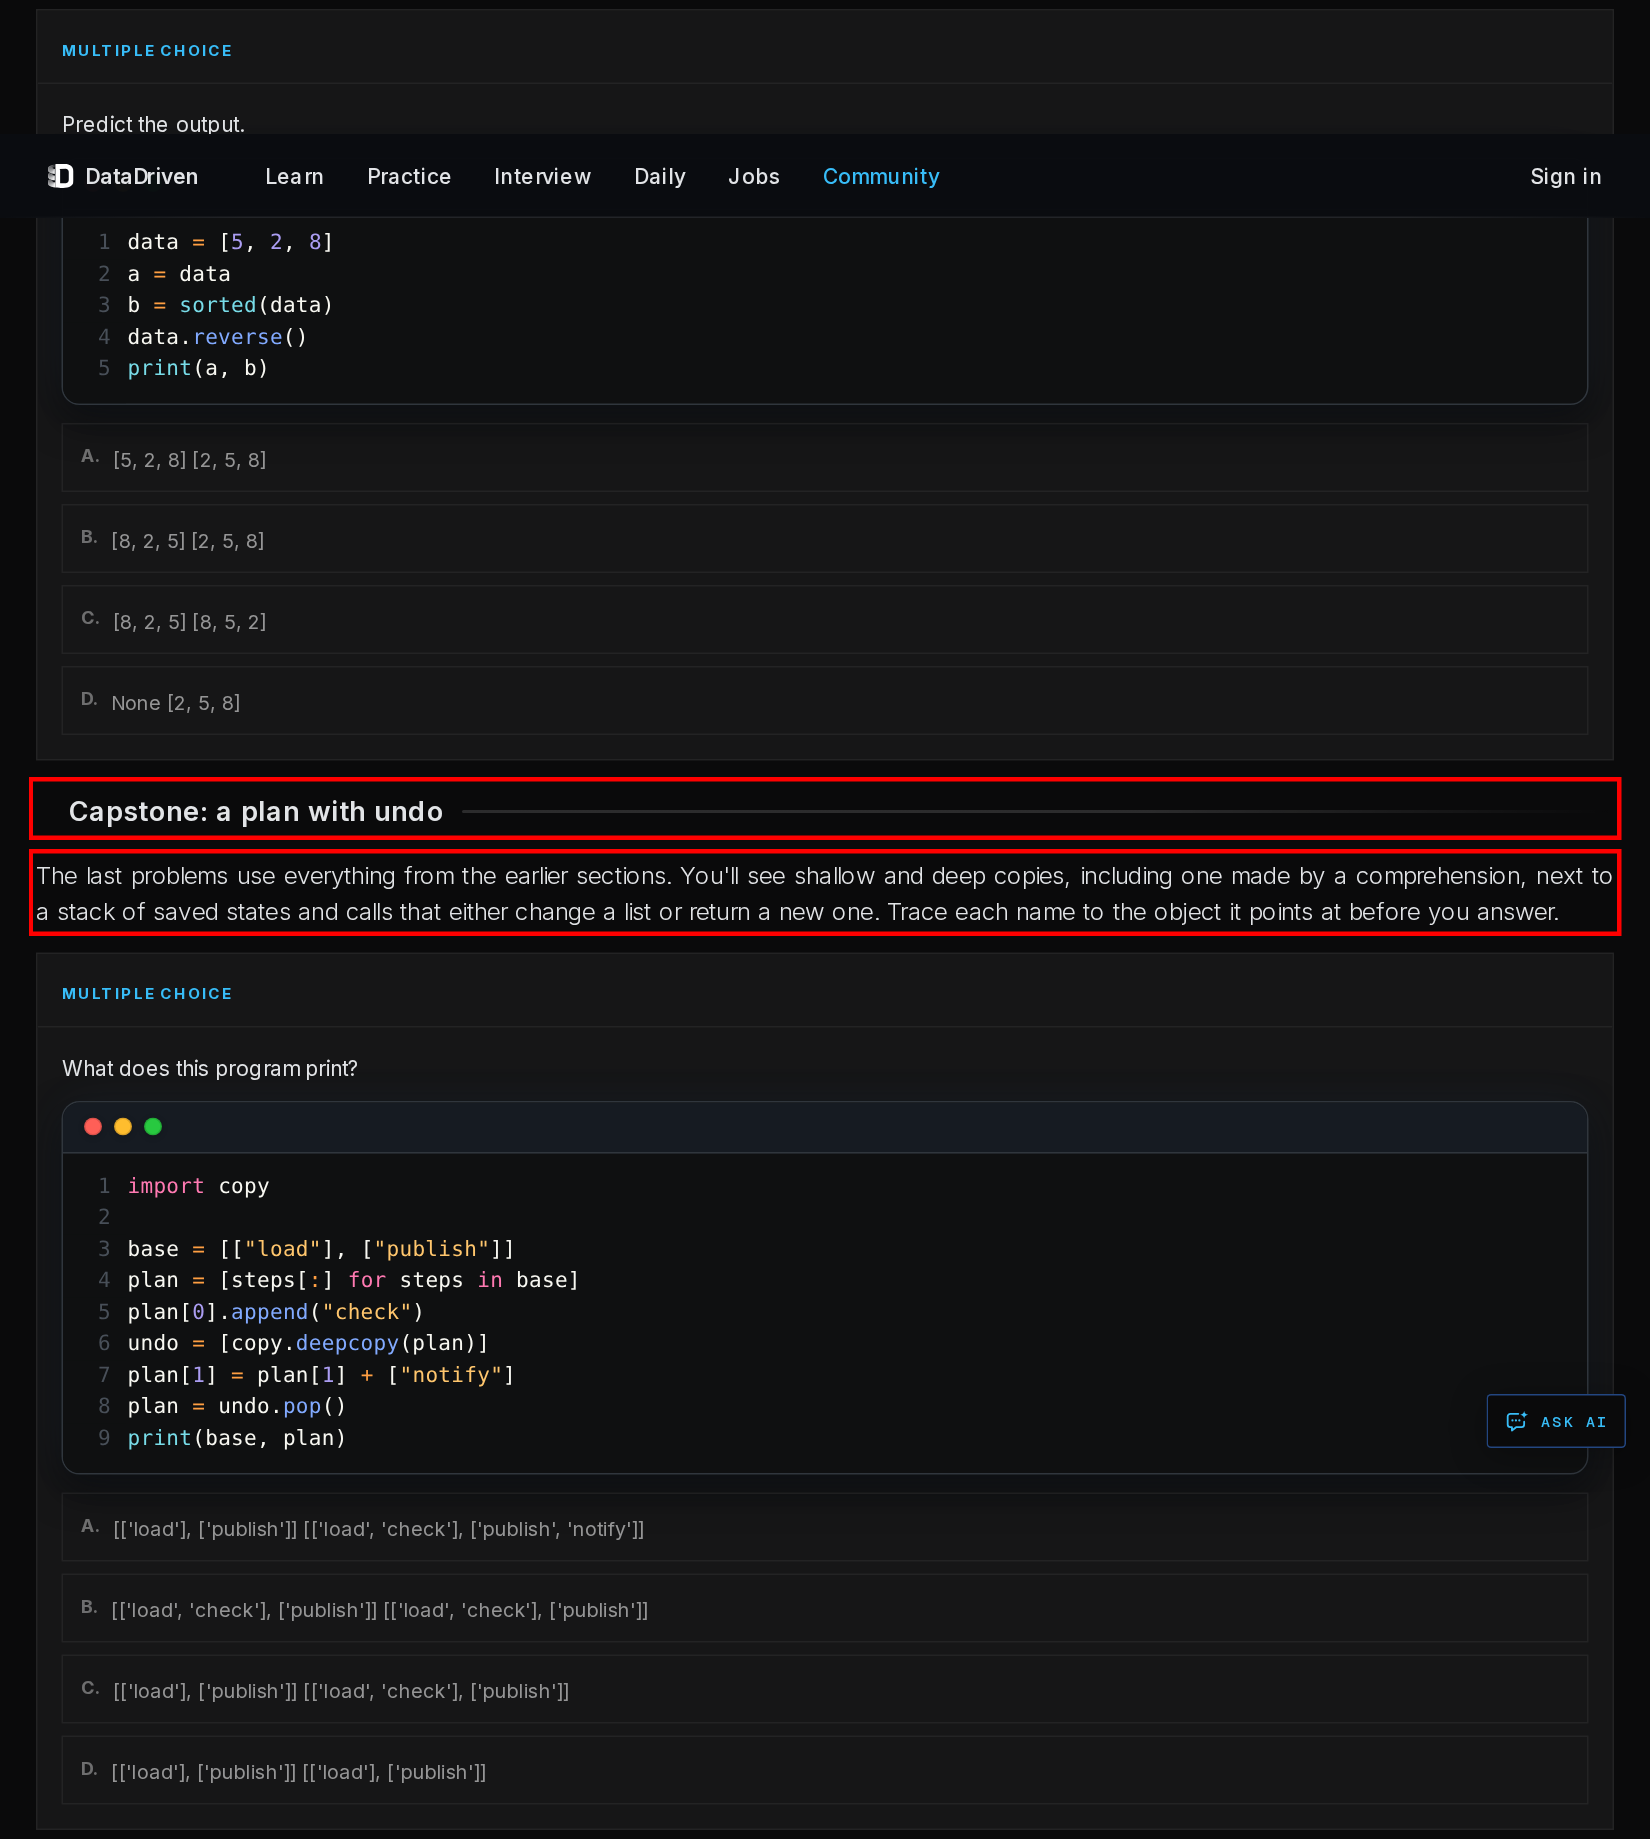 MULTIPLE CHOICE
Predict the output.
DataDriven Learn Practice Interview Daily Jobs Community Sign in
1 data = [5, 2, 8]
2 a = data
3 b = sorted(data)
4 data.reverse()
5 print(a, b)
A. [5, 2, 8] [2, 5, 8]
B. [8, 2, 5] [2, 5, 8]
C. [8, 2, 5] [8, 5, 2]
D. None [2, 5, 8]
Capstone: a plan with undo
The last problems use everything from the earlier sections. You'll see shallow and deep copies, including one made by a comprehension, next to
a stack of saved states and calls that either change a list or return a new one. Trace each name to the object it points at before you answer.
MULTIPLE CHOICE
What does this program print?
1 import copy
2
3 base = [["load"], ["publish"]]
4 plan = [steps[:] for steps in base]
5 plan[0].append("check")
6 undo = [copy.deepcopy(plan)]
7 plan[1] = plan[1] + ["notify"]
8 plan = undo.pop()
9 print(base, plan)
ASK AI
A. [['load'], ['publish']] [['load', 'check'], ['publish', 'notify']]
B. [['load', 'check'], ['publish']] [['load', 'check'], ['publish']]
C. [['load'], ['publish']] [['load', 'check'], ['publish']]
D. [['load'], ['publish']] [['load'], ['publish']]